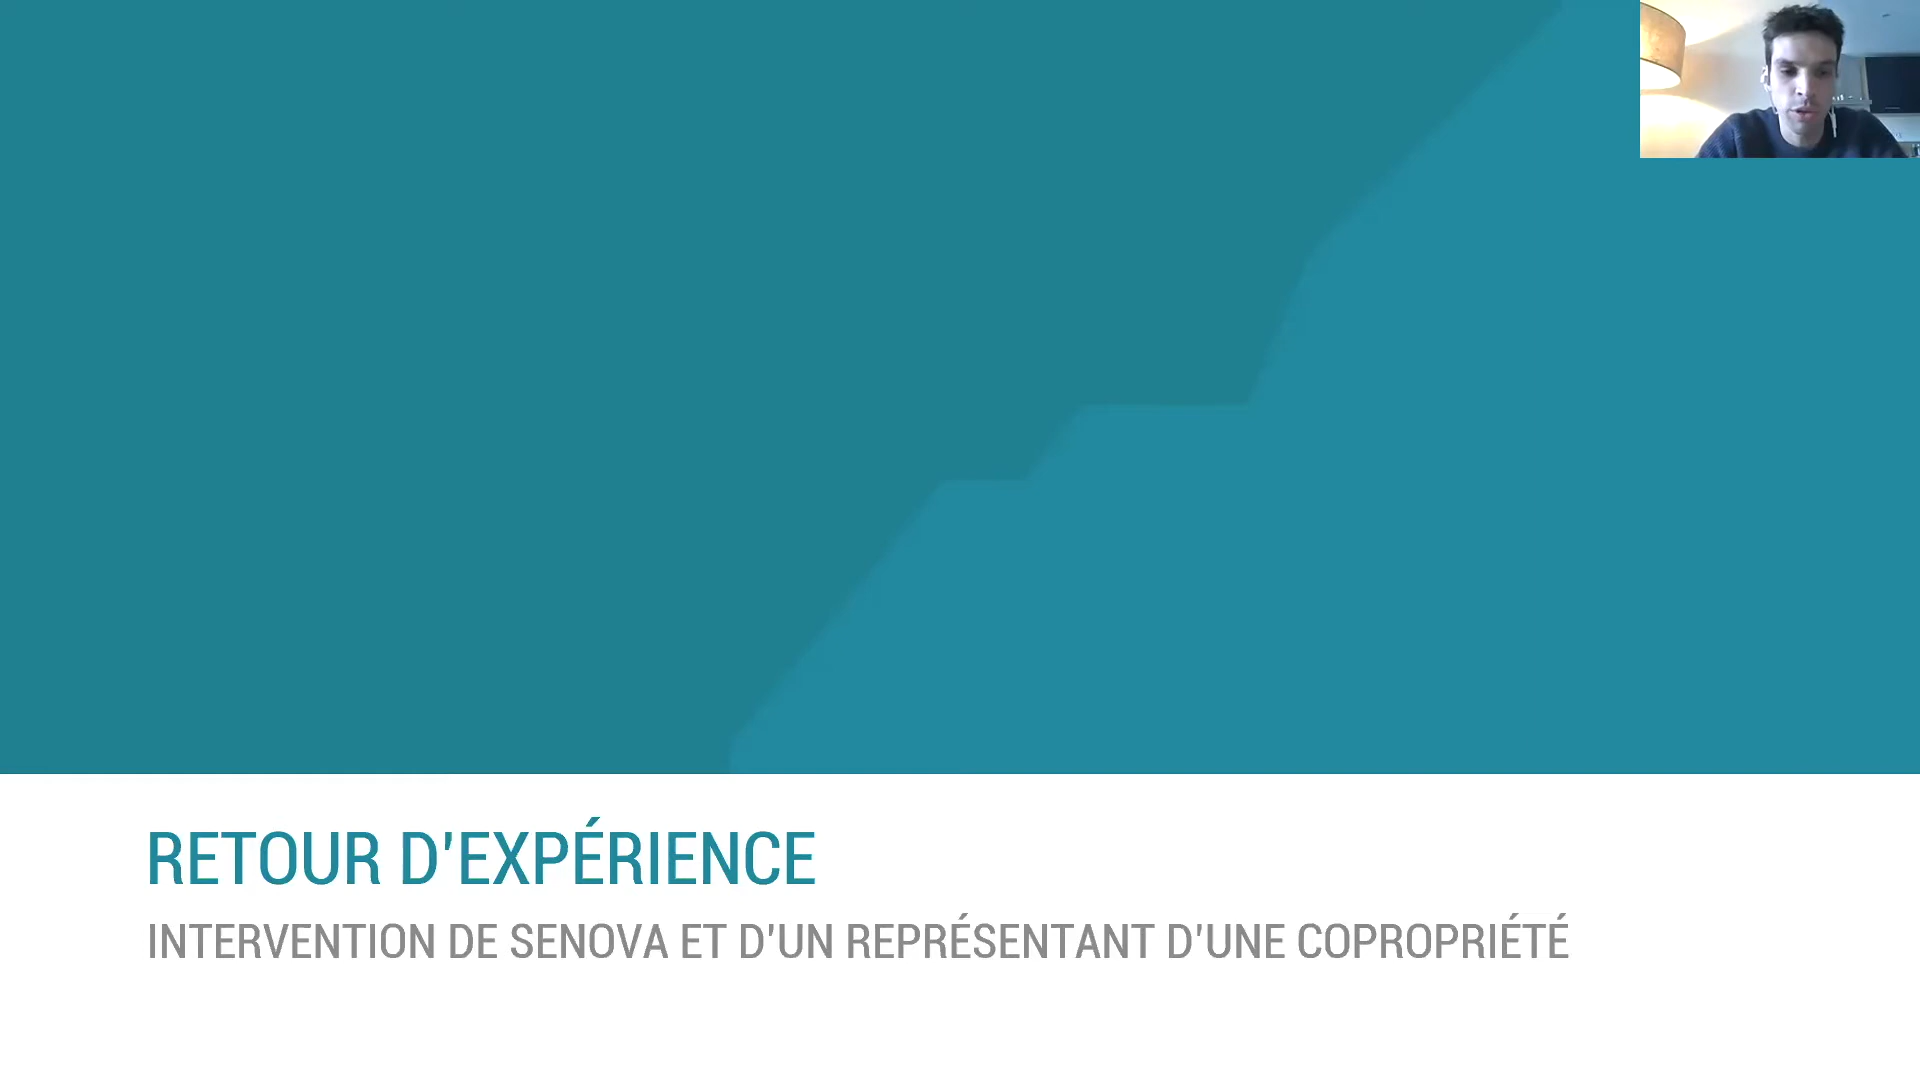 RETOUR D'EXPÉRIENCE
INTERVENTION DE SENOVA ET D'UN REPRÉSENTANT D'UNE COPROPRIÉTÉ